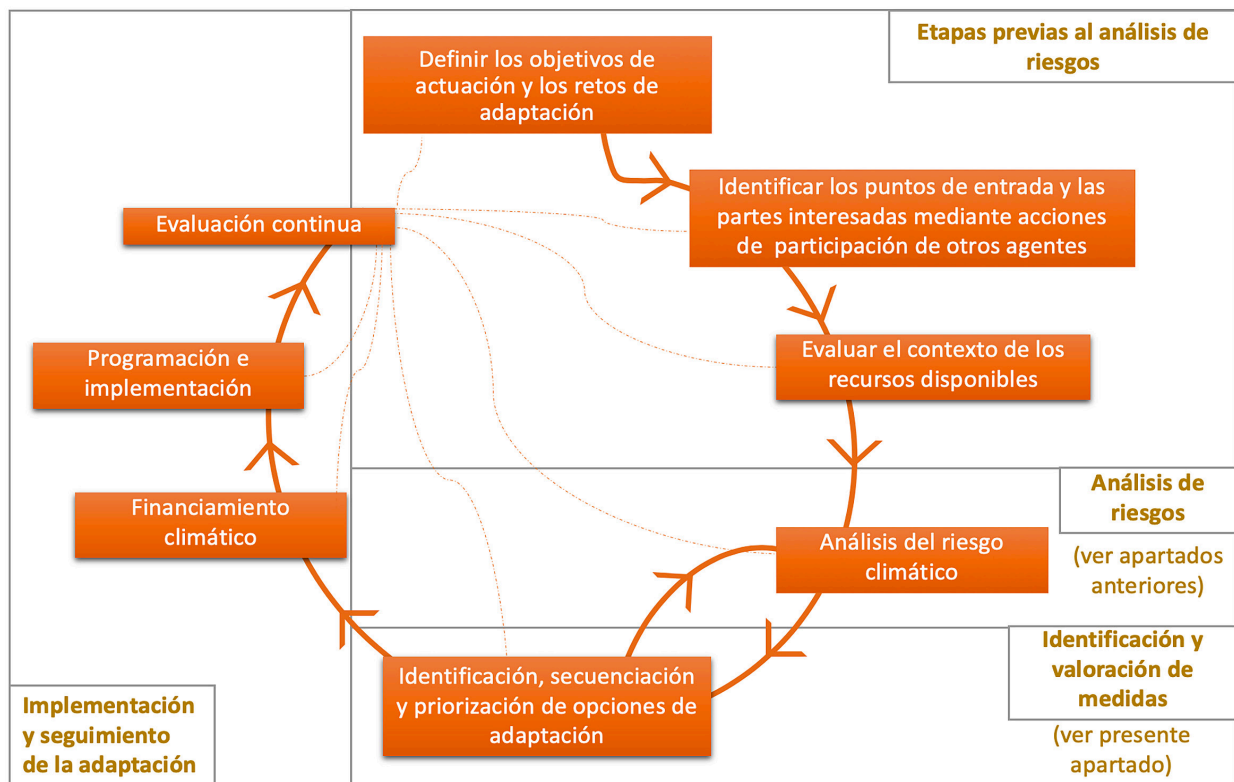 Etapas previas al análisis de
riesgos
Definir los objetivos de
actuación y los retos de
adaptación
Identificar los puntos de entrada y las
partes interesadas mediante acciones
de participación de otros agentes
Evaluación continua
Evaluar el contexto de los
recursos disponibles
Programación e
implementación
Análisis de
riesgos
(ver apartados
anteriores)
Financiamiento
climático
Análisis del riesgo
climático
Identificación y
valoración de
medidas
(ver presente
apartado)
Identificación, secuenciación
y priorización de opciones de
adaptación
Implementación
y seguimiento
de la adaptación